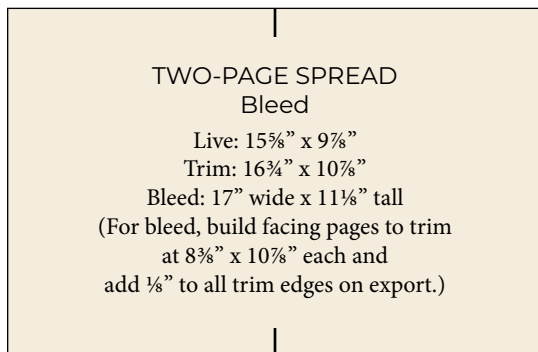 TWO-PAGE SPREAD
Bleed
Live: 15⅝” x 9⅞”
Trim: 16¾” x 10⅞”
Bleed: 17” wide x 11⅛” tall
(For bleed, build facing pages to trim
at 8⅜” x 10⅞” each and
add ⅛” to all trim edges on export.)